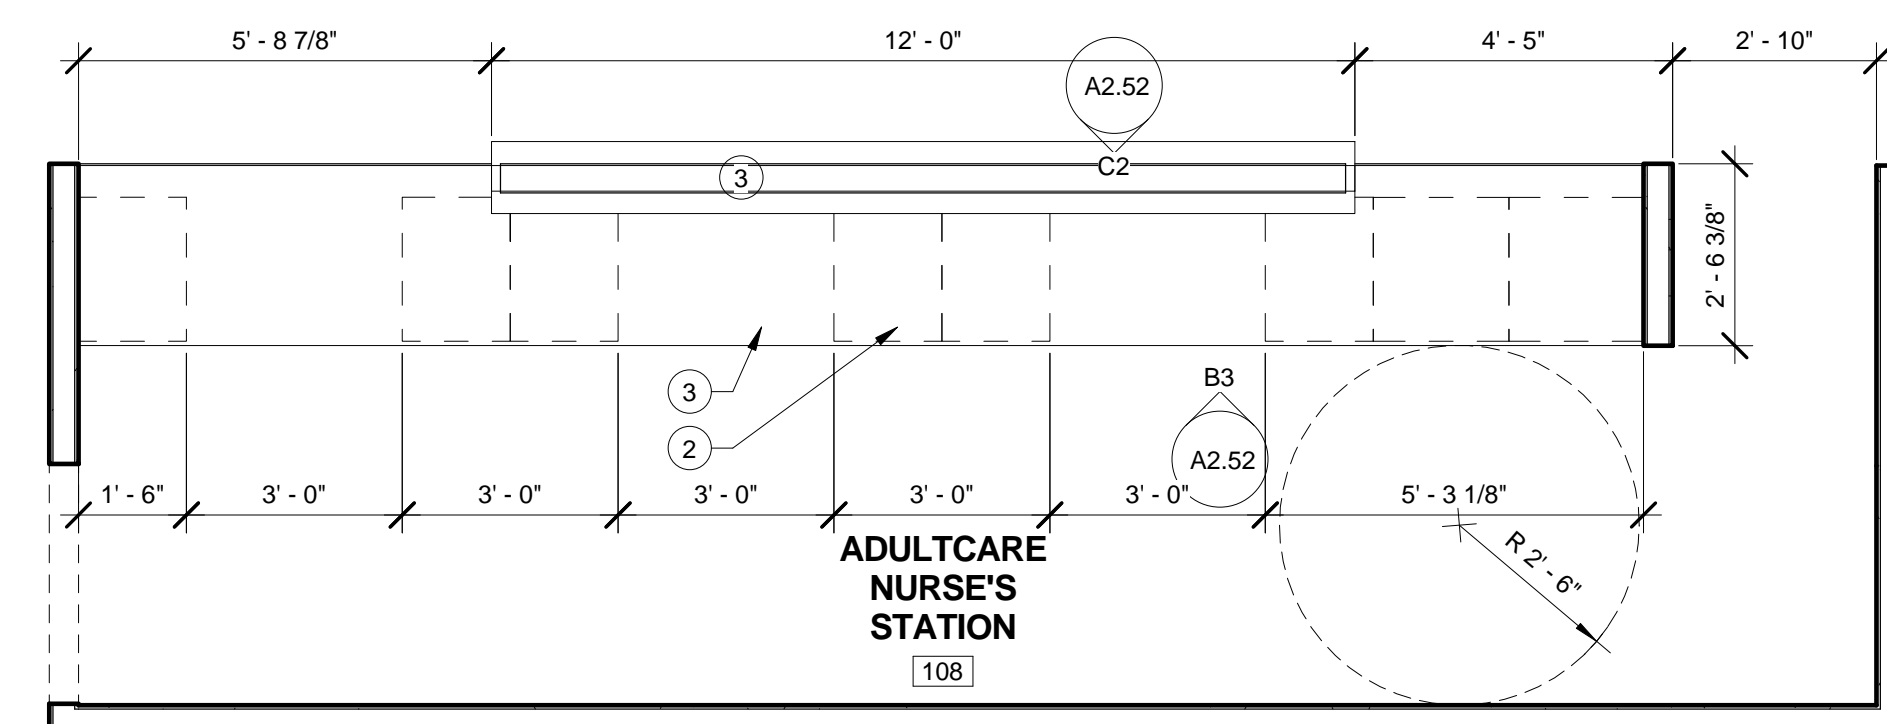 5' - 8 7/8"
12' - 0"
4' - 5"
2' - 10"
A2.52
C2
3
2' - 6 3/8"
3
B3
2
A2.52
1' - 6"
3' - 0"
3' - 0"
3' - 0"
3' - 0"
3' - 0"
5' - 3 1/8"
R 2' - 6"
ADULTCARE
NURSE'S
STATION
108